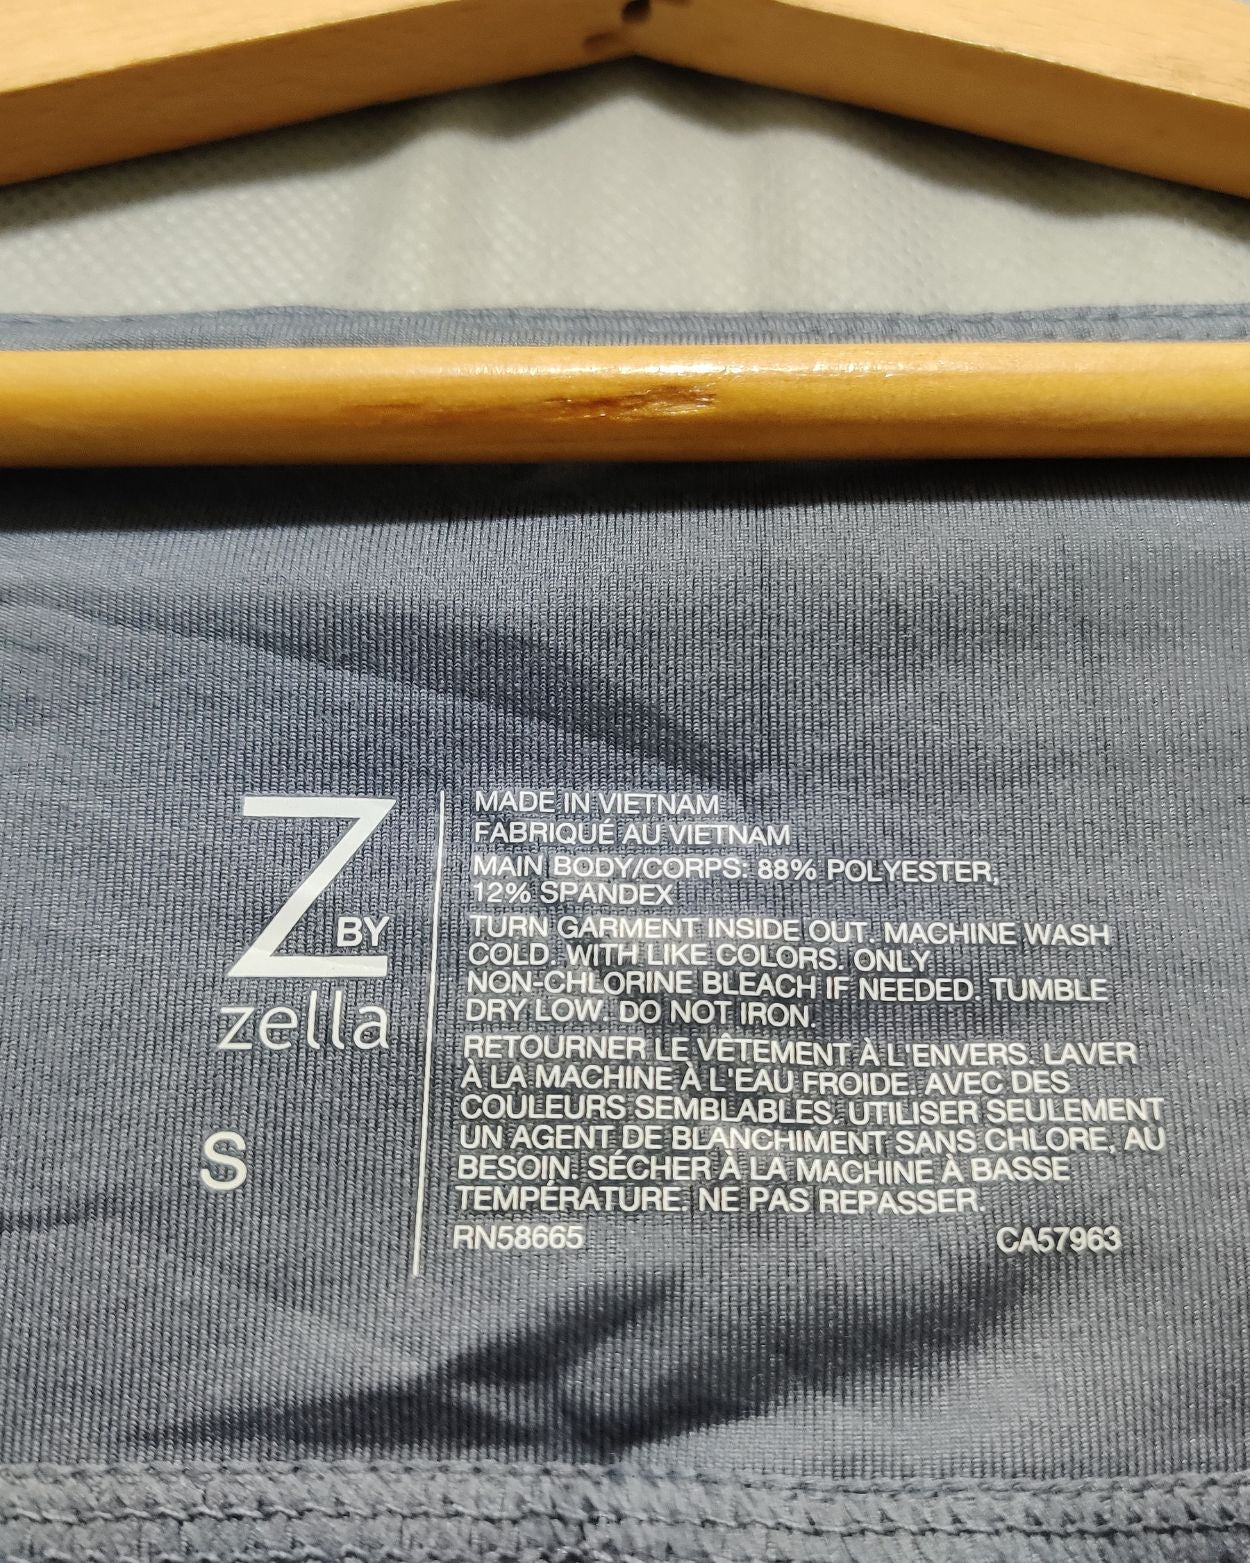 Z BY
zella
S
MADE IN VIETNAM
FABRIQUÉ AU VIETNAM
MAIN BODY/CORPS: 88% POLYESTER,
12% SPANDEX
TURN GARMENT INSIDE OUT. MACHINE WASH
COLD. WITH LIKE COLORS. ONLY
NON-CHLORINE BLEACH IF NEEDED. TUMBLE
DRY LOW. DO NOT IRON.
RETOURNER LE VÊTEMENT À L'ENVERS. LAVER
À LA MACHINE À L'EAU FROIDE. AVEC DES
COULEURS SEMBLABLES. UTILISER SEULEMENT
UN AGENT DE BLANCHIMENT SANS CHLORE, AU
BESOIN. SÉCHER À LA MACHINE À BASSE
TEMPÉRATURE. NE PAS REPASSER.
RN58665 CA57963